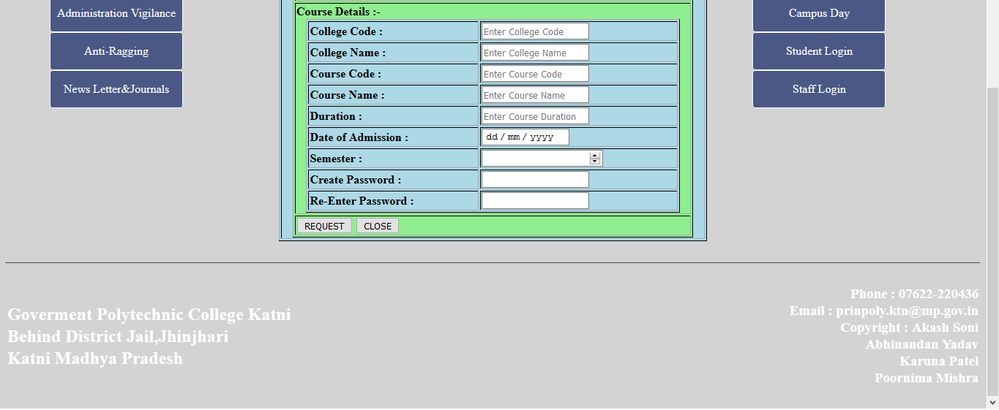 Administration Vigilance
Anti-Ragging
News Letter&Journals
Course Details :-
College Code : Enter College Code
College Name : Enter College Name
Course Code : Enter Course Code
Course Name : Enter Course Name
Duration : Enter Course Duration
Date of Admission : dd / mm / yyyy
Semester :
Create Password :
Re-Enter Password :
REQUEST CLOSE
Campus Day
Student Login
Staff Login
Goverment Polytechnic College Katni
Behind District Jail,Jhinjhari
Katni Madhya Pradesh
Phone : 07622-220436
Email : prinpoly.ktn@mp.gov.in
Copyright : Akash Soni
Abhinandan Yadav
Karuna Patel
Poornima Mishra